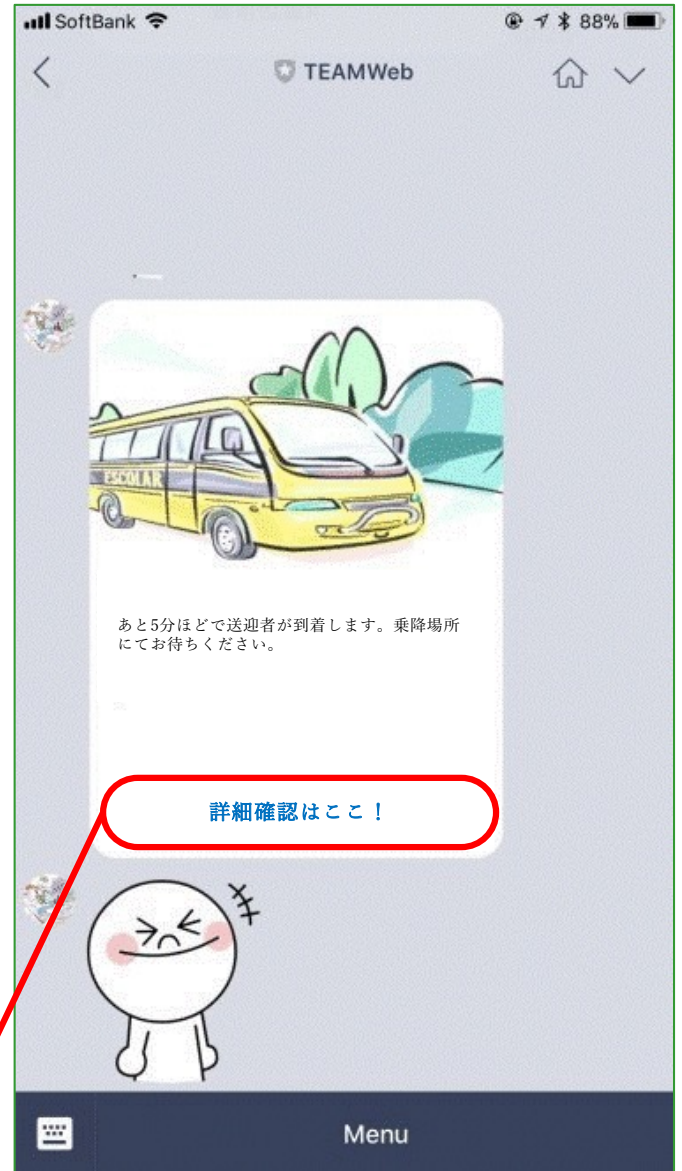 SoftBank 88%
TEAMWeb
ESCOLAR
あと5分ほどで送迎者が到着します。乗降場所
にてお待ちください。
詳細確認はここ！
Menu